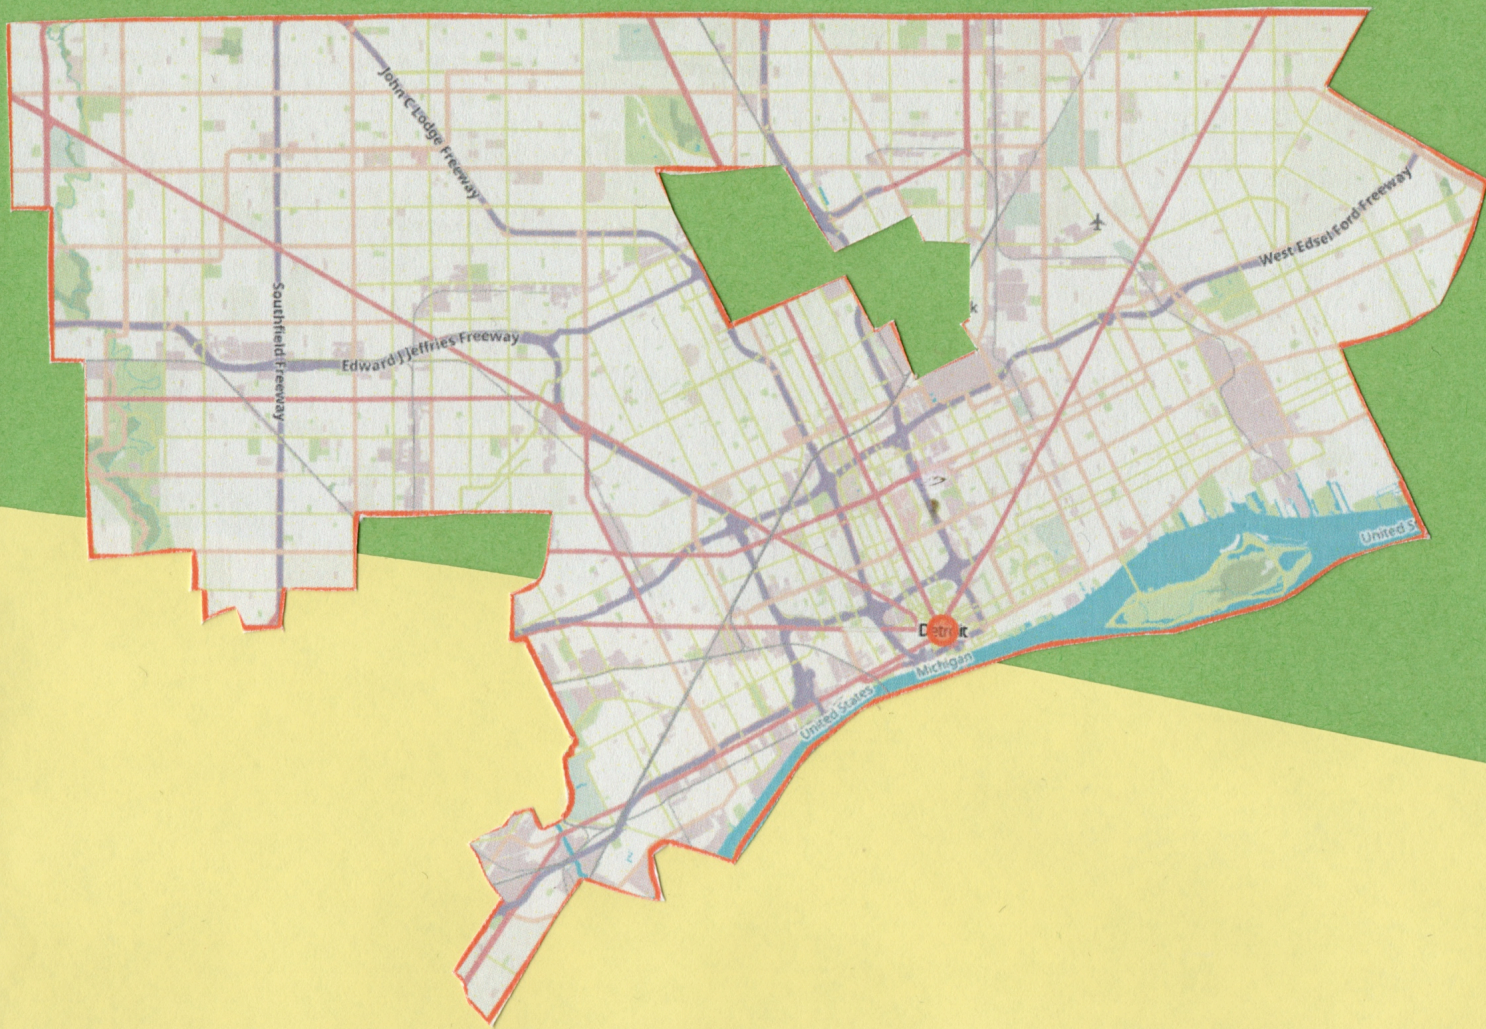 John C Lodge Freeway
West Edsel Ford Freeway
Southfield Freeway
Edward J Jeffries Freeway
k
United S
Detroit
Michigan
United States